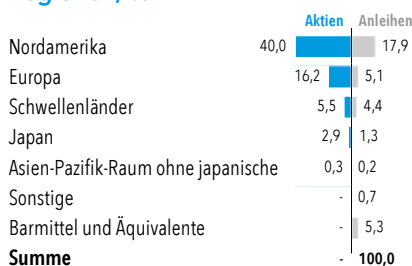 Aktien Anleihen
Nordamerika 40,0 17,9
Europa 16,2 5,1
Schwellenländer 5,5 4,4
Japan 2,9 1,3
Asien-Pazifik-Raum ohne japanische 0,3 0,2
Sonstige - 0,7
Barmittel und Äquivalente - 5,3
Summe - 100,0